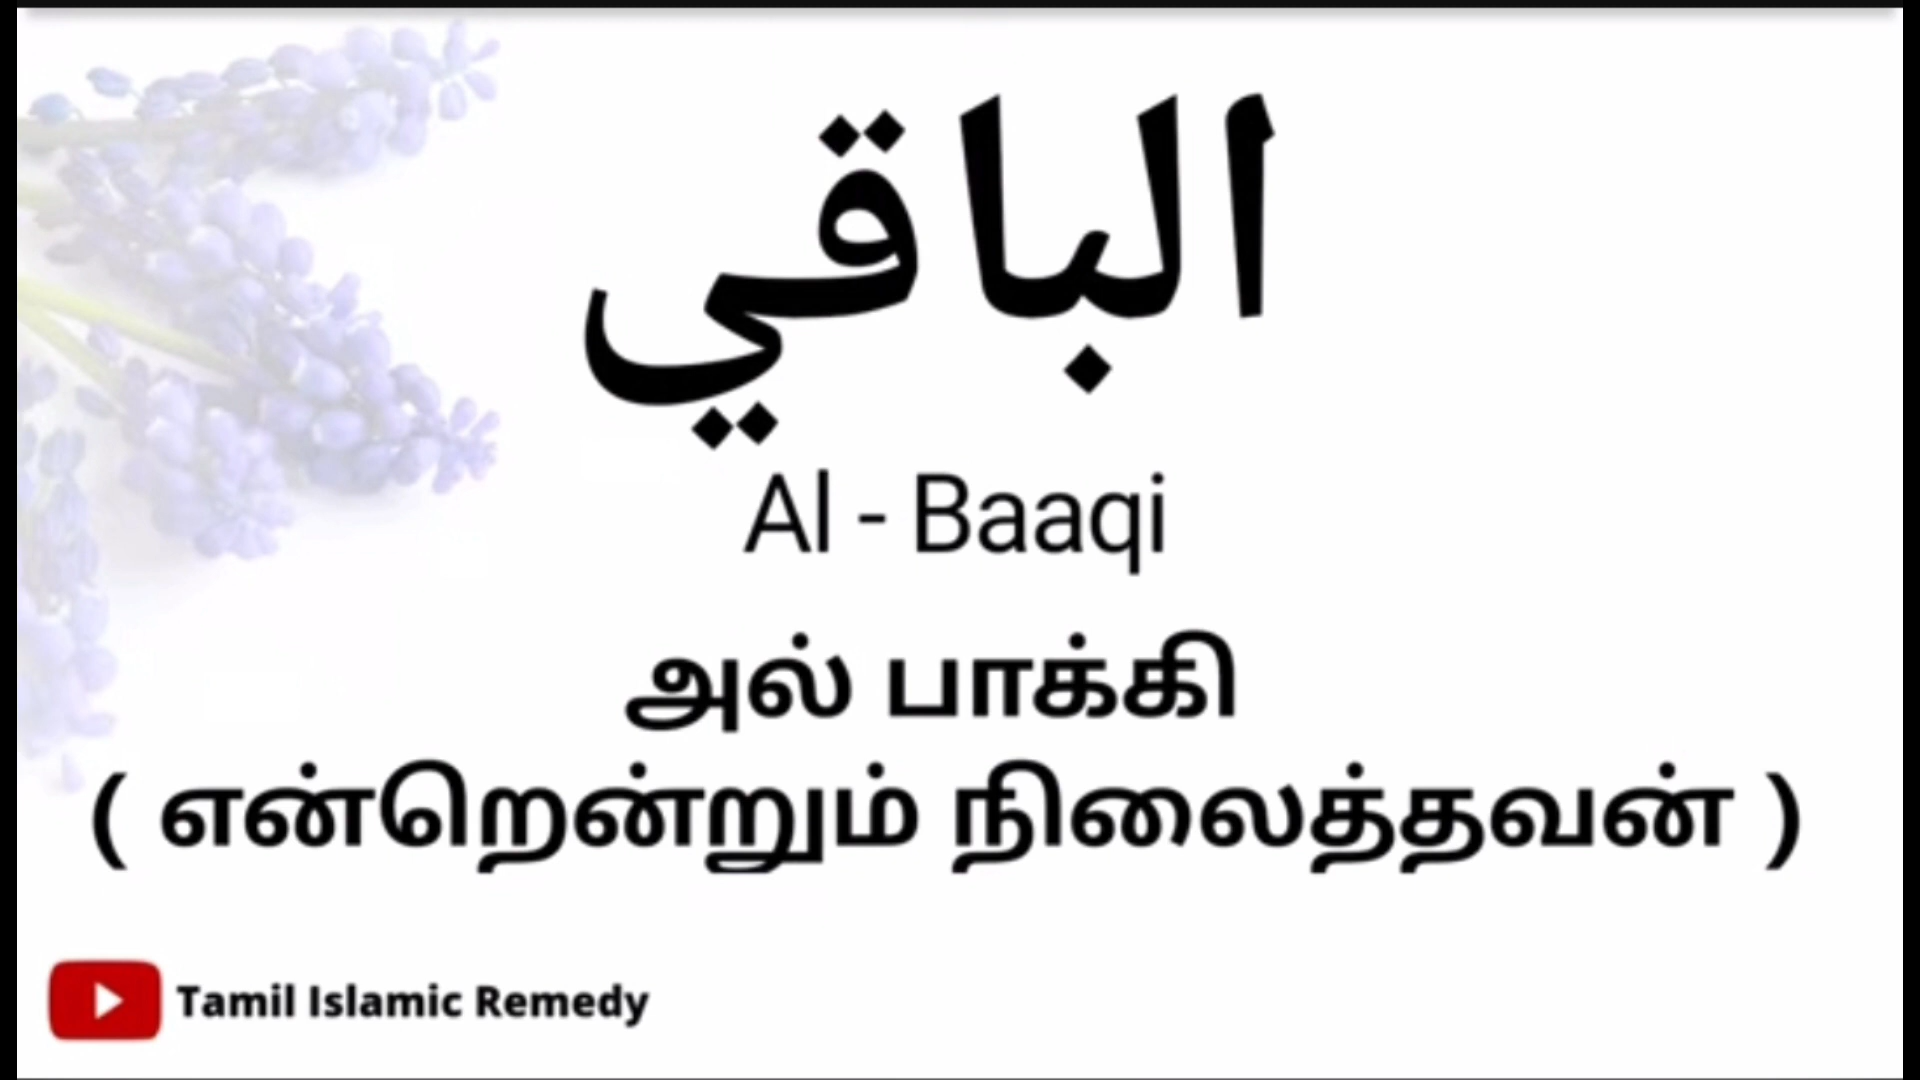 الباقي
Al - Baaqi
அல் பாக்கி
( என்றென்றும் நிலைத்தவன் )
Tamil Islamic Remedy